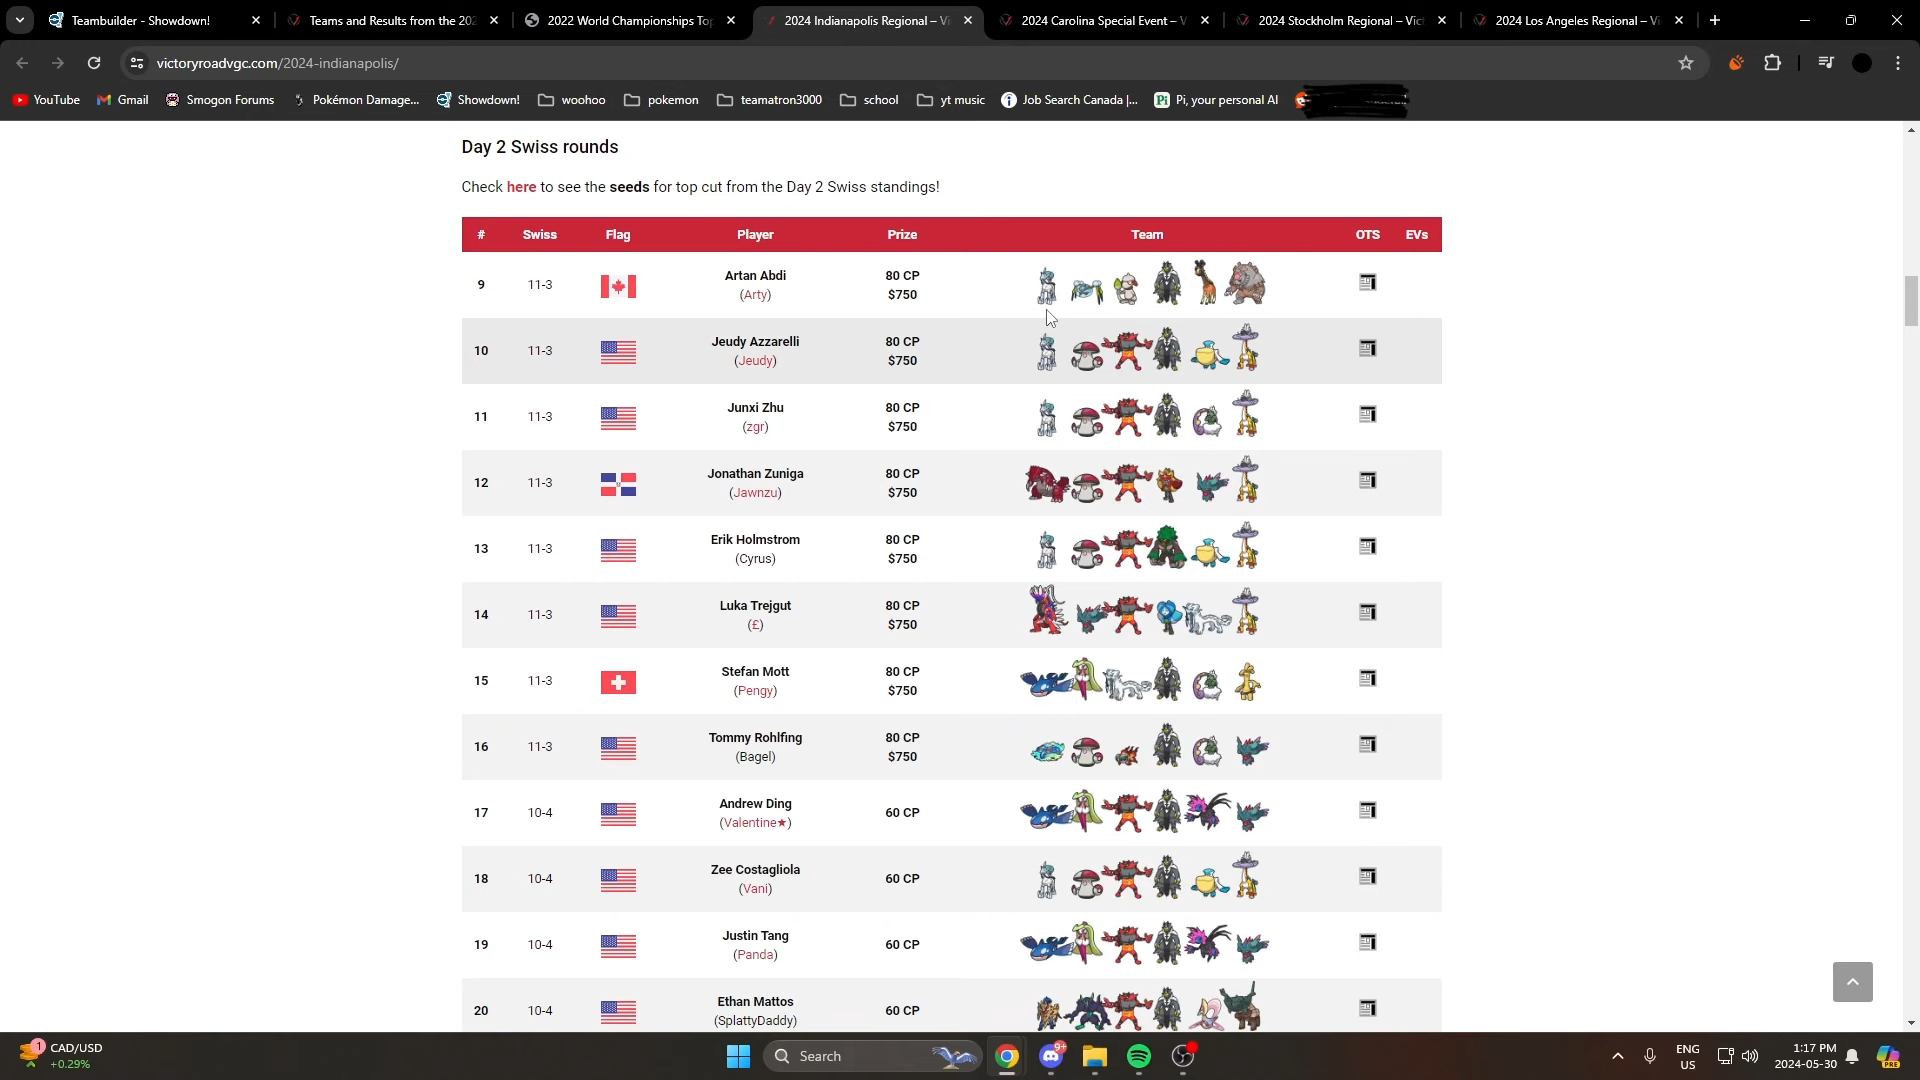 Teambuilder - Showdown!
Teams and Results from the 202
2022 World Championships Top
2024 Indianapolis Regional – Vi
2024 Carolina Special Event – V
2024 Stockholm Regional – Vict
2024 Los Angeles Regional – Vi
victoryroadvgc.com/2024-indianapolis/
YouTube
Gmail
Smogon Forums
Pokémon Damage...
Showdown!
woohoo
pokemon
teamatron3000
school
yt music
Job Search Canada |...
Pi Pi, your personal AI
Day 2 Swiss rounds
Check here to see the seeds for top cut from the Day 2 Swiss standings!
# Swiss Flag Player Prize Team OTS EVs
9 11-3 Artan Abdi (Arty) 80 CP $750
10 11-3 Jeudy Azzarelli (Jeudy) 80 CP $750
11 11-3 Junxi Zhu (zgr) 80 CP $750
12 11-3 Jonathan Zuniga (Jawnzu) 80 CP $750
13 11-3 Erik Holmstrom (Cyrus) 80 CP $750
14 11-3 Luka Trejgut (£) 80 CP $750
15 11-3 Stefan Mott (Pengy) 80 CP $750
16 11-3 Tommy Rohlfing (Bagel) 80 CP $750
17 10-4 Andrew Ding (Valentine★) 60 CP
18 10-4 Zee Costagliola (Vani) 60 CP
19 10-4 Justin Tang (Panda) 60 CP
20 10-4 Ethan Mattos (SplattyDaddy) 60 CP
1 CAD/USD
+0.29%
Search
9+
ENG
US
1:17 PM
2024-05-30
PRE